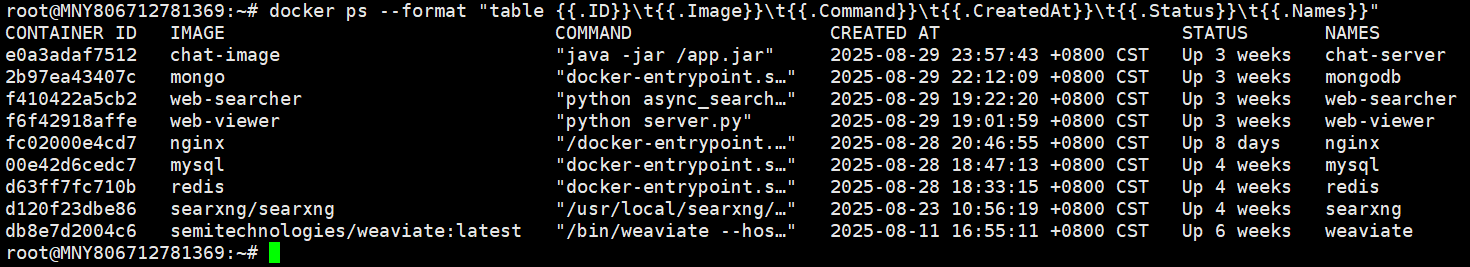 root@MNY806712781369:~# docker ps --format "table {{.ID}}\t{{.Image}}\t{{.Command}}\t{{.CreatedAt}}\t{{.Status}}\t{{.Names}}"
CONTAINER ID   IMAGE                              COMMAND                  CREATED AT                      STATUS       NAMES
e0a3adaf7512   chat-image                         "java -jar /app.jar"     2025-08-29 23:57:43 +0800 CST   Up 3 weeks   chat-server
2b97ea43407c   mongo                              "docker-entrypoint.s…"   2025-08-29 22:12:09 +0800 CST   Up 3 weeks   mongodb
f410422a5cb2   web-searcher                       "python async_search…"   2025-08-29 19:22:20 +0800 CST   Up 3 weeks   web-searcher
f6f42918affe   web-viewer                         "python server.py"       2025-08-29 19:01:59 +0800 CST   Up 3 weeks   web-viewer
fc02000e4cd7   nginx                              "/docker-entrypoint.…"   2025-08-28 20:46:55 +0800 CST   Up 8 days    nginx
00e42d6cedc7   mysql                              "docker-entrypoint.s…"   2025-08-28 18:47:13 +0800 CST   Up 4 weeks   mysql
d63ff7fc710b   redis                              "docker-entrypoint.s…"   2025-08-28 18:33:15 +0800 CST   Up 4 weeks   redis
d120f23dbe86   searxng/searxng                    "/usr/local/searxng/…"   2025-08-23 10:56:19 +0800 CST   Up 4 weeks   searxng
db8e7d2004c6   semitechnologies/weaviate:latest   "/bin/weaviate --hos…"   2025-08-11 16:55:11 +0800 CST   Up 6 weeks   weaviate
root@MNY806712781369:~#